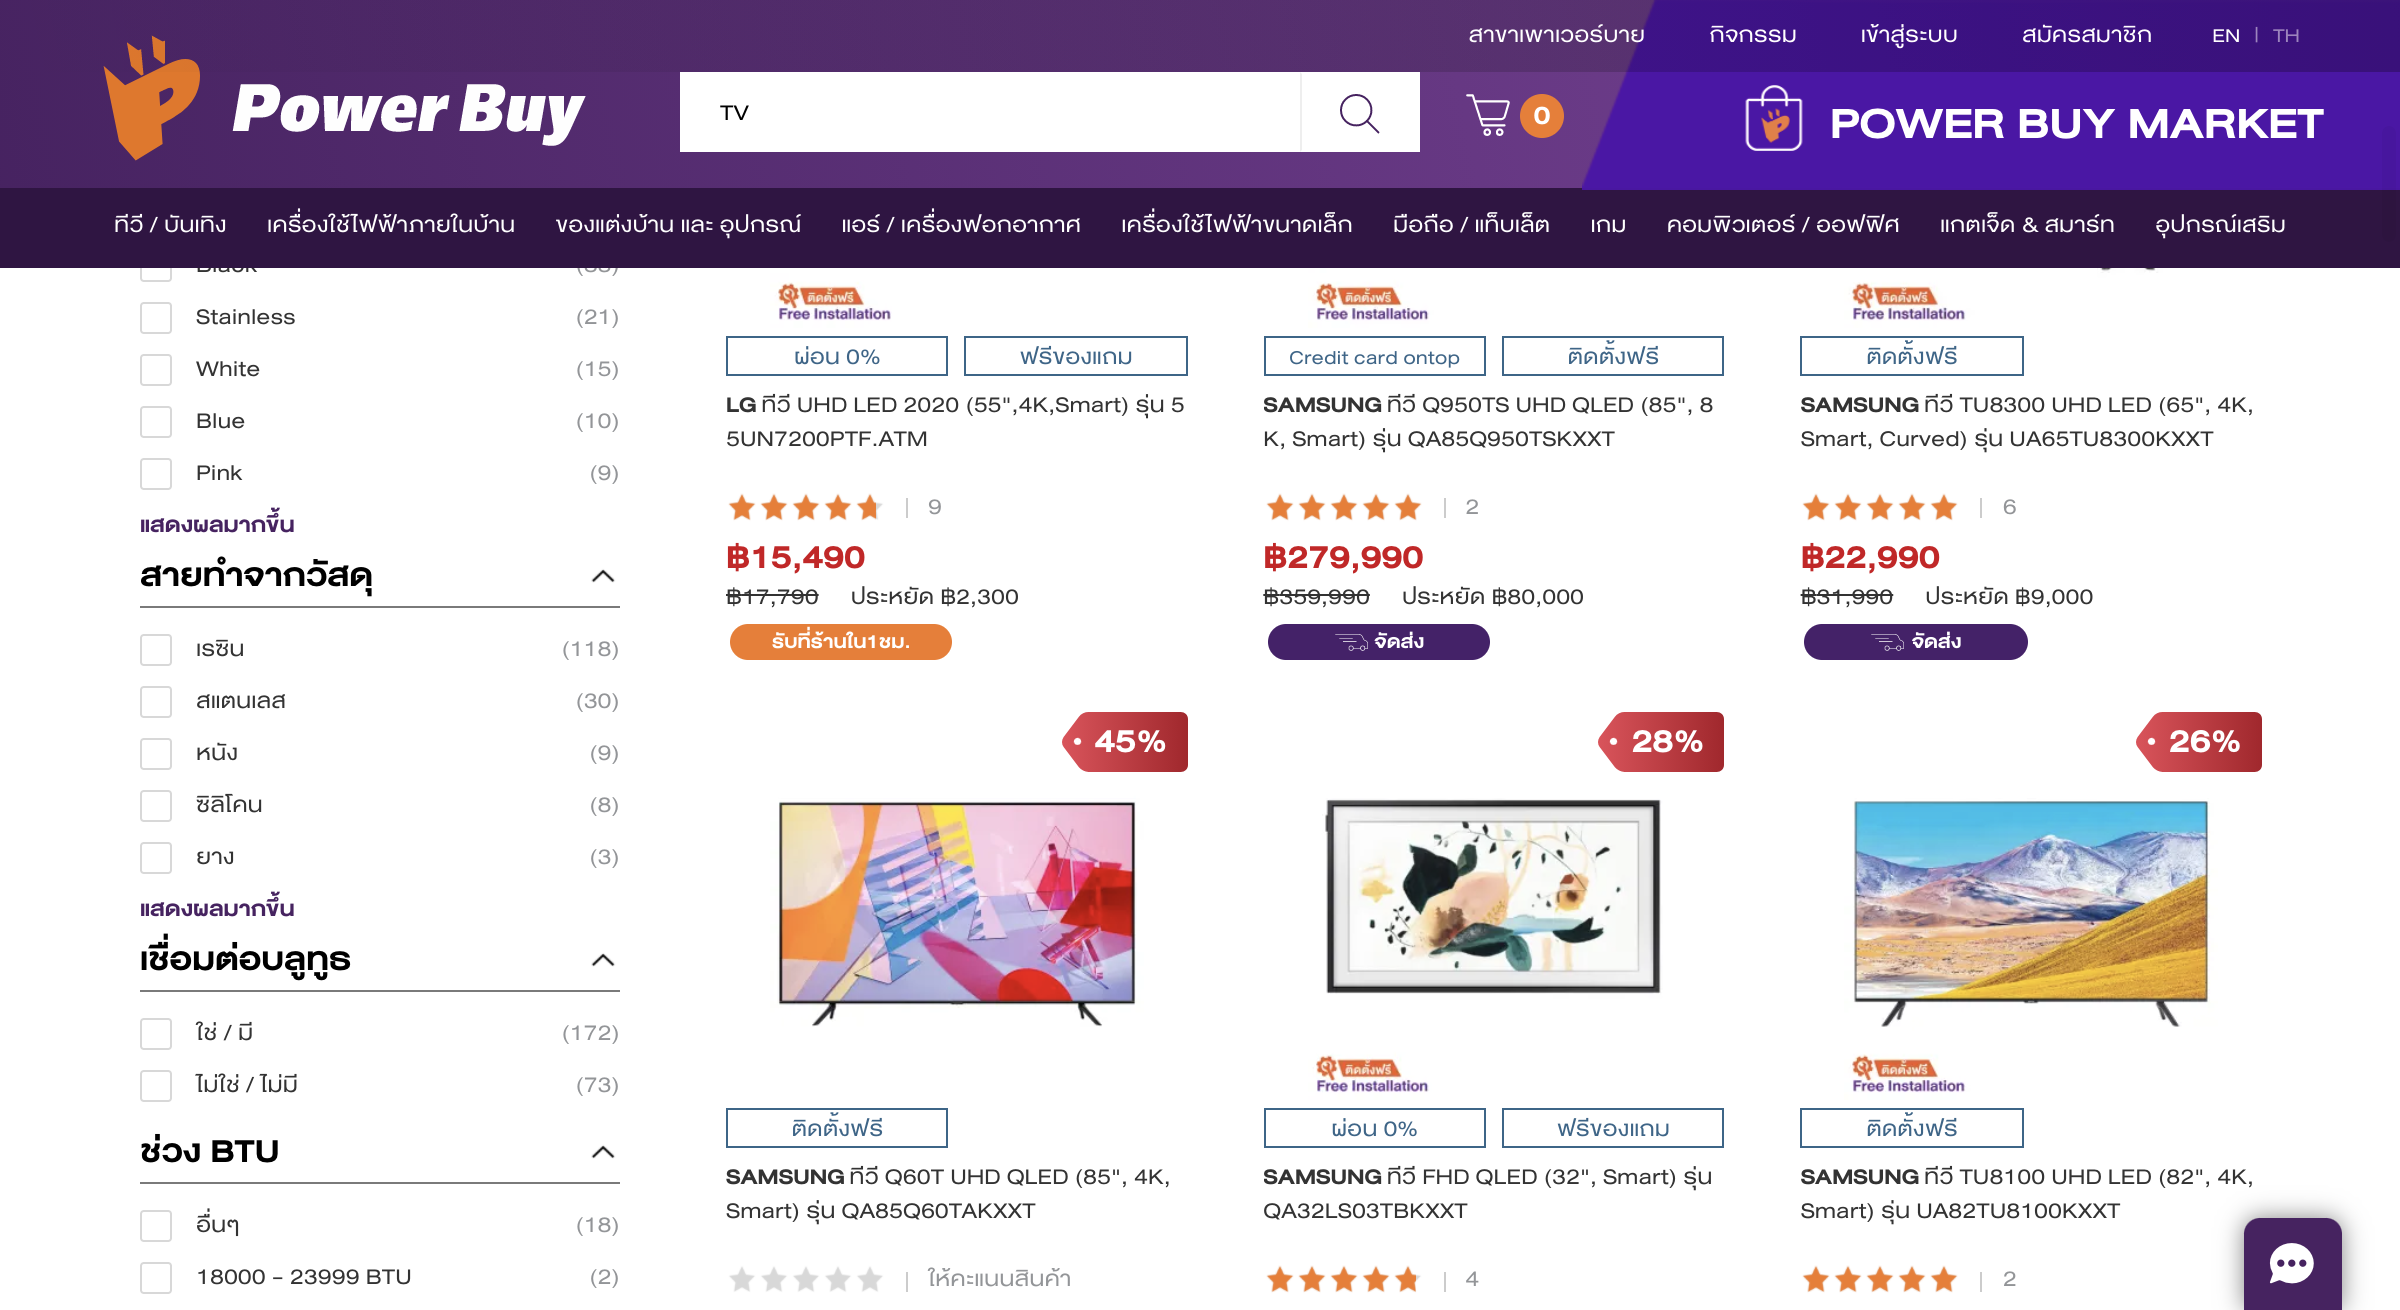 สาขาเพาเวอร์บาย กิจกรรม เข้าสู่ระบบ สมัครสมาชิก EN | TH
Power Buy
TV
0
POWER BUY MARKET
ทีวี / บันเทิง เครื่องใช้ไฟฟ้าภายในบ้าน ของแต่งบ้าน และ อุปกรณ์ แอร์ / เครื่องฟอกอากาศ เครื่องใช้ไฟฟ้าขนาดเล็ก มือถือ / แท็บเล็ต เกม คอมพิวเตอร์ / ออฟฟิศ แกตเจ็ด & สมาร์ท อุปกรณ์เสริม
Stainless (21)
White (15)
Blue (10)
Pink (9)
แสดงผลมากขึ้น
สายทำจากวัสดุ
เรซิน (118)
สแตนเลส (30)
หนัง (9)
ซิลิโคน (8)
ยาง (3)
แสดงผลมากขึ้น
เชื่อมต่อบลูทูธ
ใช่ / มี (172)
ไม่ใช่ / ไม่มี (73)
ช่วง BTU
อื่นๆ (18)
18000 - 23999 BTU (2)
ติดตั้งฟรี
Free Installation
ผ่อน 0% ฟรีของแถม
LG ทีวี UHD LED 2020 (55",4K,Smart) รุ่น 5
5UN7200PTF.ATM
| 9
฿15,490
฿17,790 ประหยัด ฿2,300
รับที่ร้านใน1ชม.
ติดตั้งฟรี
Free Installation
Credit card ontop ติดตั้งฟรี
SAMSUNG ทีวี Q950TS UHD QLED (85", 8
K, Smart) รุ่น QA85Q950TSKXXT
| 2
฿279,990
฿359,990 ประหยัด ฿80,000
จัดส่ง
ติดตั้งฟรี
Free Installation
ติดตั้งฟรี
SAMSUNG ทีวี TU8300 UHD LED (65", 4K,
Smart, Curved) รุ่น UA65TU8300KXXT
| 6
฿22,990
฿31,990 ประหยัด ฿9,000
จัดส่ง
45%
ติดตั้งฟรี
SAMSUNG ทีวี Q60T UHD QLED (85", 4K,
Smart) รุ่น QA85Q60TAKXXT
| ให้คะแนนสินค้า
28%
ติดตั้งฟรี
Free Installation
ผ่อน 0% ฟรีของแถม
SAMSUNG ทีวี FHD QLED (32", Smart) รุ่น
QA32LS03TBKXXT
| 4
26%
ติดตั้งฟรี
Free Installation
ติดตั้งฟรี
SAMSUNG ทีวี TU8100 UHD LED (82", 4K,
Smart) รุ่น UA82TU8100KXXT
| 2